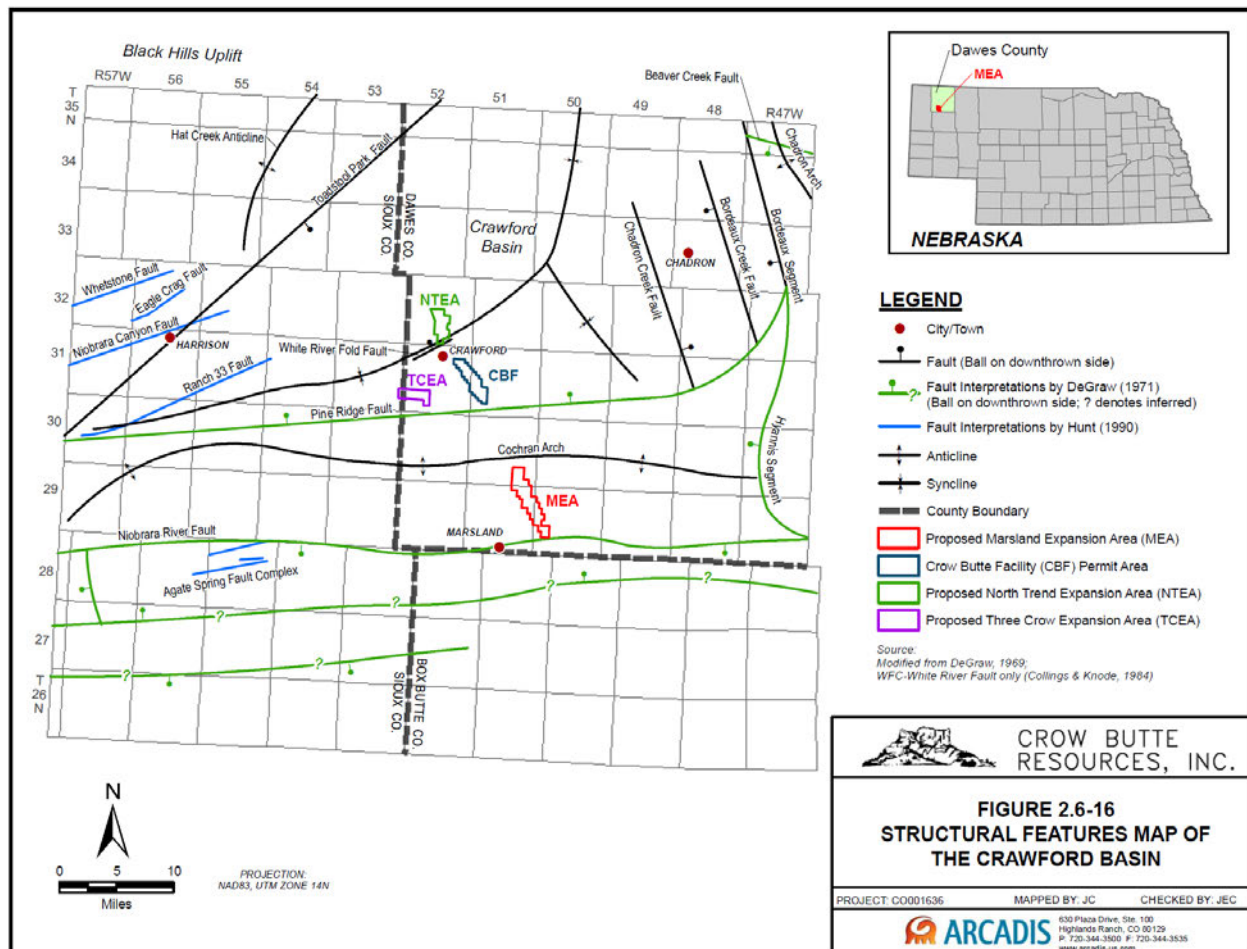 Black Hills Uplift
R57W
56
55
54
53
52
51
50
49
48
R47W
T
35
N
34
33
32
31
30
29
28
27
T
26
N
Beaver Creek Fault
Hat Creek Anticline
Toadstool Park Fault
Chadron Arch
DAWES CO.
SIOUX CO.
Crawford
Basin
Chadron Creek Fault
Bordeaux Creek Fault
Bordeaux Segment
CHADRON
Whetstone Fault
Eagle Crag Fault
Niobrara Canyon Fault
HARRISON
Ranch 33 Fault
NTEA
White River Fold Fault
CRAWFORD
TCEA
CBF
Pine Ridge Fault
Hyannis Segment
Cochran Arch
MEA
Niobrara River Fault
MARSLAND
Agate Spring Fault Complex
?
?
?
?
?
BOX BUTTE CO.
SIOUX CO.
N
0 5 10
Miles
PROJECTION:
NAD83, UTM ZONE 14N
Dawes County
MEA
NEBRASKA
LEGEND
City/Town
Fault (Ball on downthrown side)
?
Fault Interpretations by DeGraw (1971)
(Ball on downthrown side; ? denotes inferred)
Fault Interpretations by Hunt (1990)
Anticline
Syncline
County Boundary
Proposed Marsland Expansion Area (MEA)
Crow Butte Facility (CBF) Permit Area
Proposed North Trend Expansion Area (NTEA)
Proposed Three Crow Expansion Area (TCEA)
Source:
Modified from DeGraw, 1969;
WFC-White River Fault only (Collings & Knode, 1984)
CROW BUTTE
RESOURCES, INC.
FIGURE 2.6-16
STRUCTURAL FEATURES MAP OF
THE CRAWFORD BASIN
PROJECT: CO001636 MAPPED BY: JC CHECKED BY: JEC
ARCADIS
630 Plaza Drive, Ste. 100
Highlands Ranch, CO 80129
P: 720-344-3500 F: 720-344-3535
www.arcadis-us.com